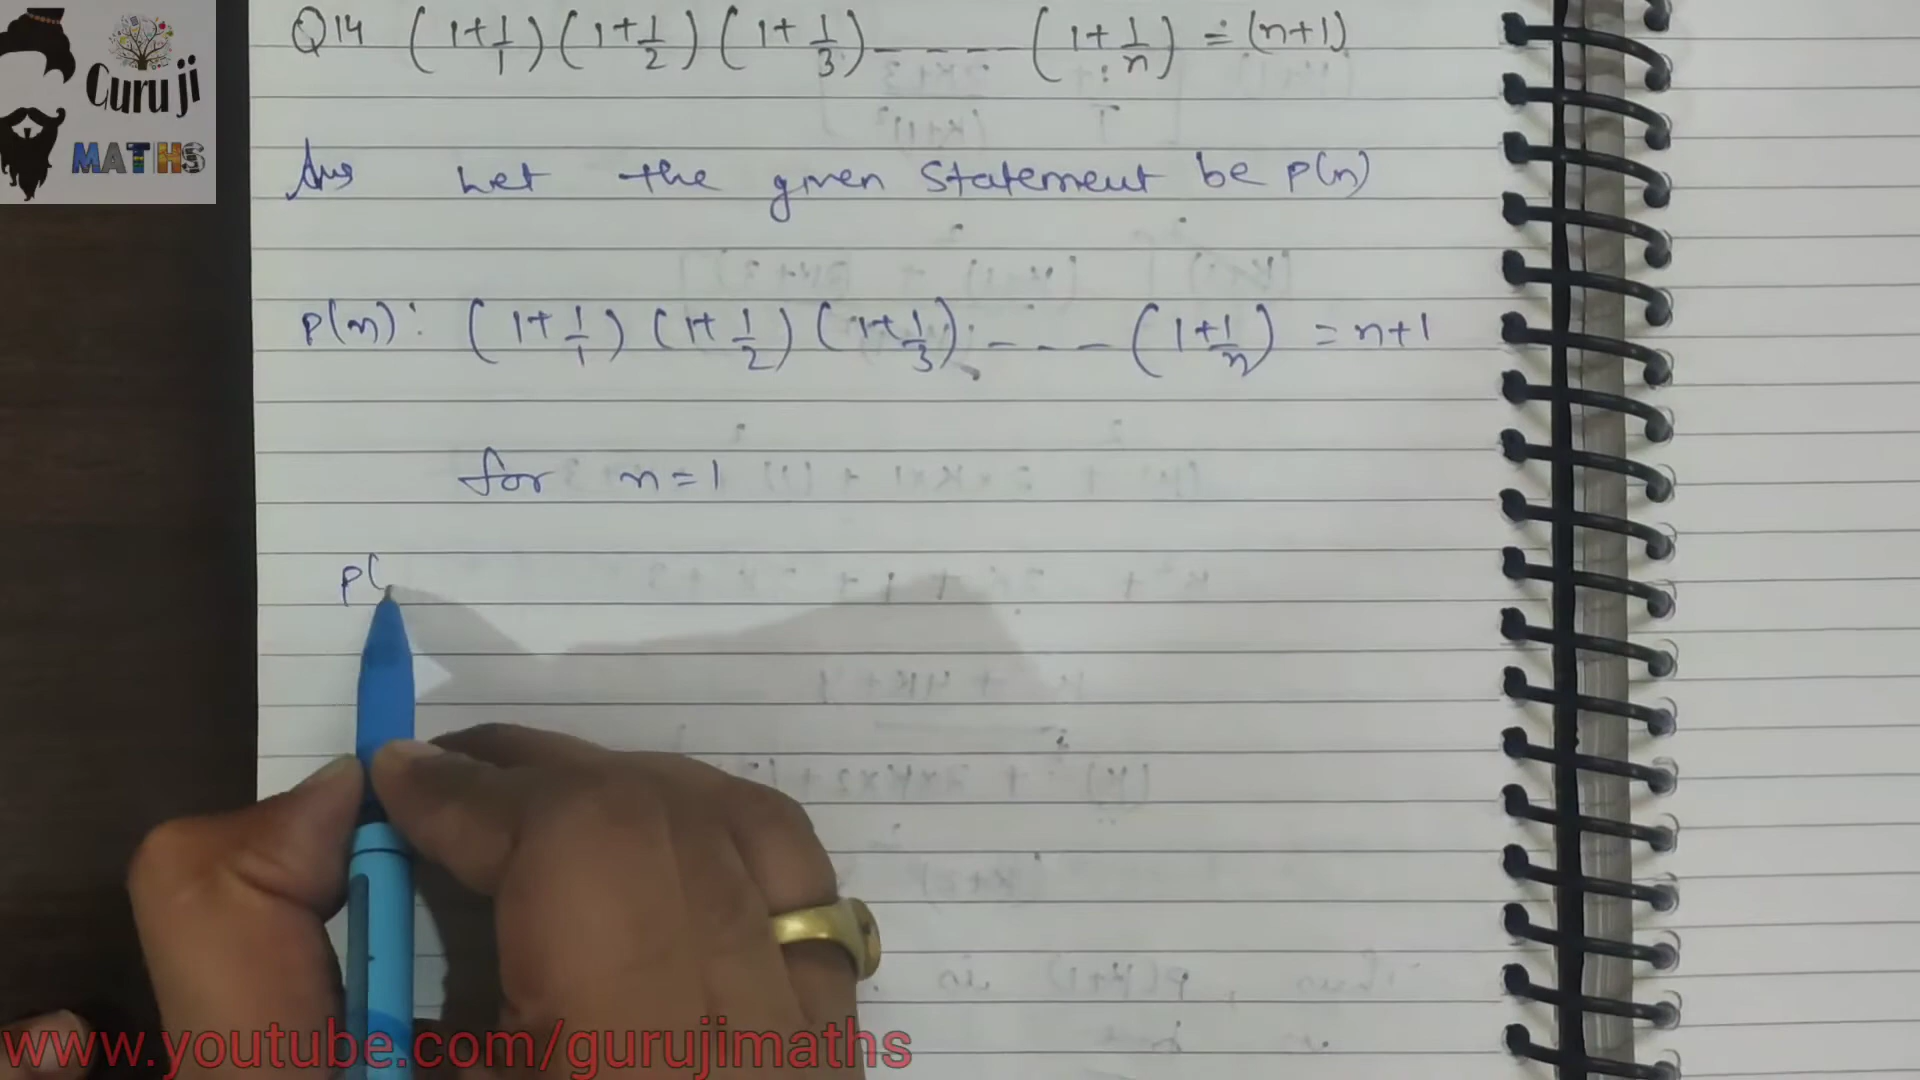 Guruji
MATHS
Q14 (1+1/1)(1+1/2)(1+1/3)---- (1+1/n) = (n+1)
Ans Let the given statement be P(n)
P(n): (1+1/1)(1+1/2)(1+1/3)---- (1+1/n) = n+1
for n=1
P(
www.youtube.com/gurujimaths